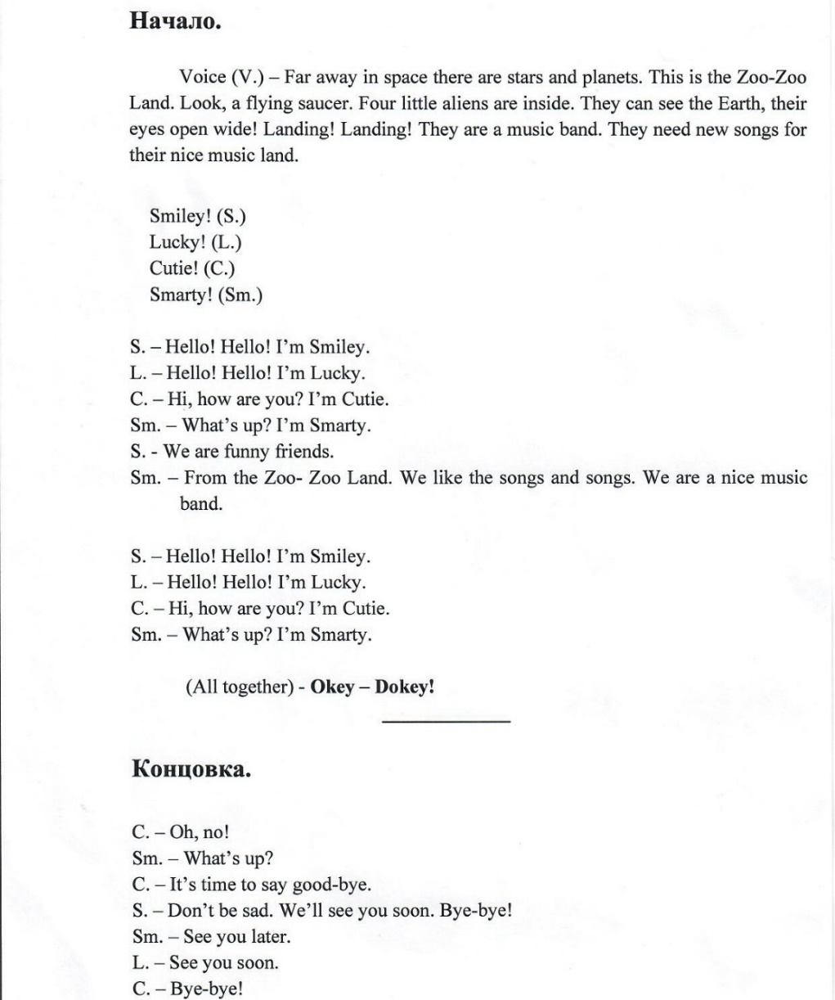 Начало.
Voice (V.) – Far away in space there are stars and planets. This is the Zoo-Zoo
Land. Look, a flying saucer. Four little aliens are inside. They can see the Earth, their
eyes open wide! Landing! Landing! They are a music band. They need new songs for
their nice music land.
Smiley! (S.)
Lucky! (L.)
Cutie! (C.)
Smarty! (Sm.)
S. – Hello! Hello! I'm Smiley.
L. – Hello! Hello! I'm Lucky.
C. – Hi, how are you? I'm Cutie.
Sm. – What's up? I'm Smarty.
S. - We are funny friends.
Sm. – From the Zoo- Zoo Land. We like the songs and songs. We are a nice music
band.
S. – Hello! Hello! I'm Smiley.
L. – Hello! Hello! I'm Lucky.
C. – Hi, how are you? I'm Cutie.
Sm. – What's up? I'm Smarty.
(All together) - Okey – Dokey!
Концовка.
C. – Oh, no!
Sm. – What's up?
C. – It's time to say good-bye.
S. – Don't be sad. We'll see you soon. Bye-bye!
Sm. – See you later.
L. – See you soon.
C. – Bye-bye!